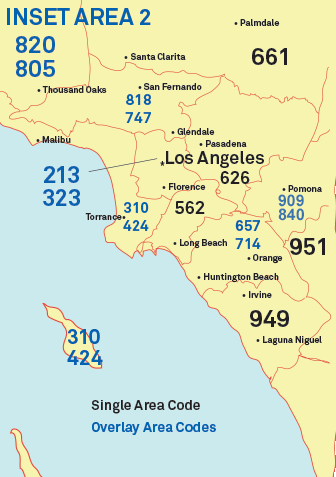 INSET AREA 2
Palmdale
820
805
Santa Clarita
661
Thousand Oaks
San Fernando
818
747
Glendale
Malibu
Pasadena
Los Angeles
213
323
626
Florence
Pomona
909
840
310
424
562
Torrance
657
714
Long Beach
951
Orange
Huntington Beach
Irvine
949
310
424
Laguna Niguel
Single Area Code
Overlay Area Codes